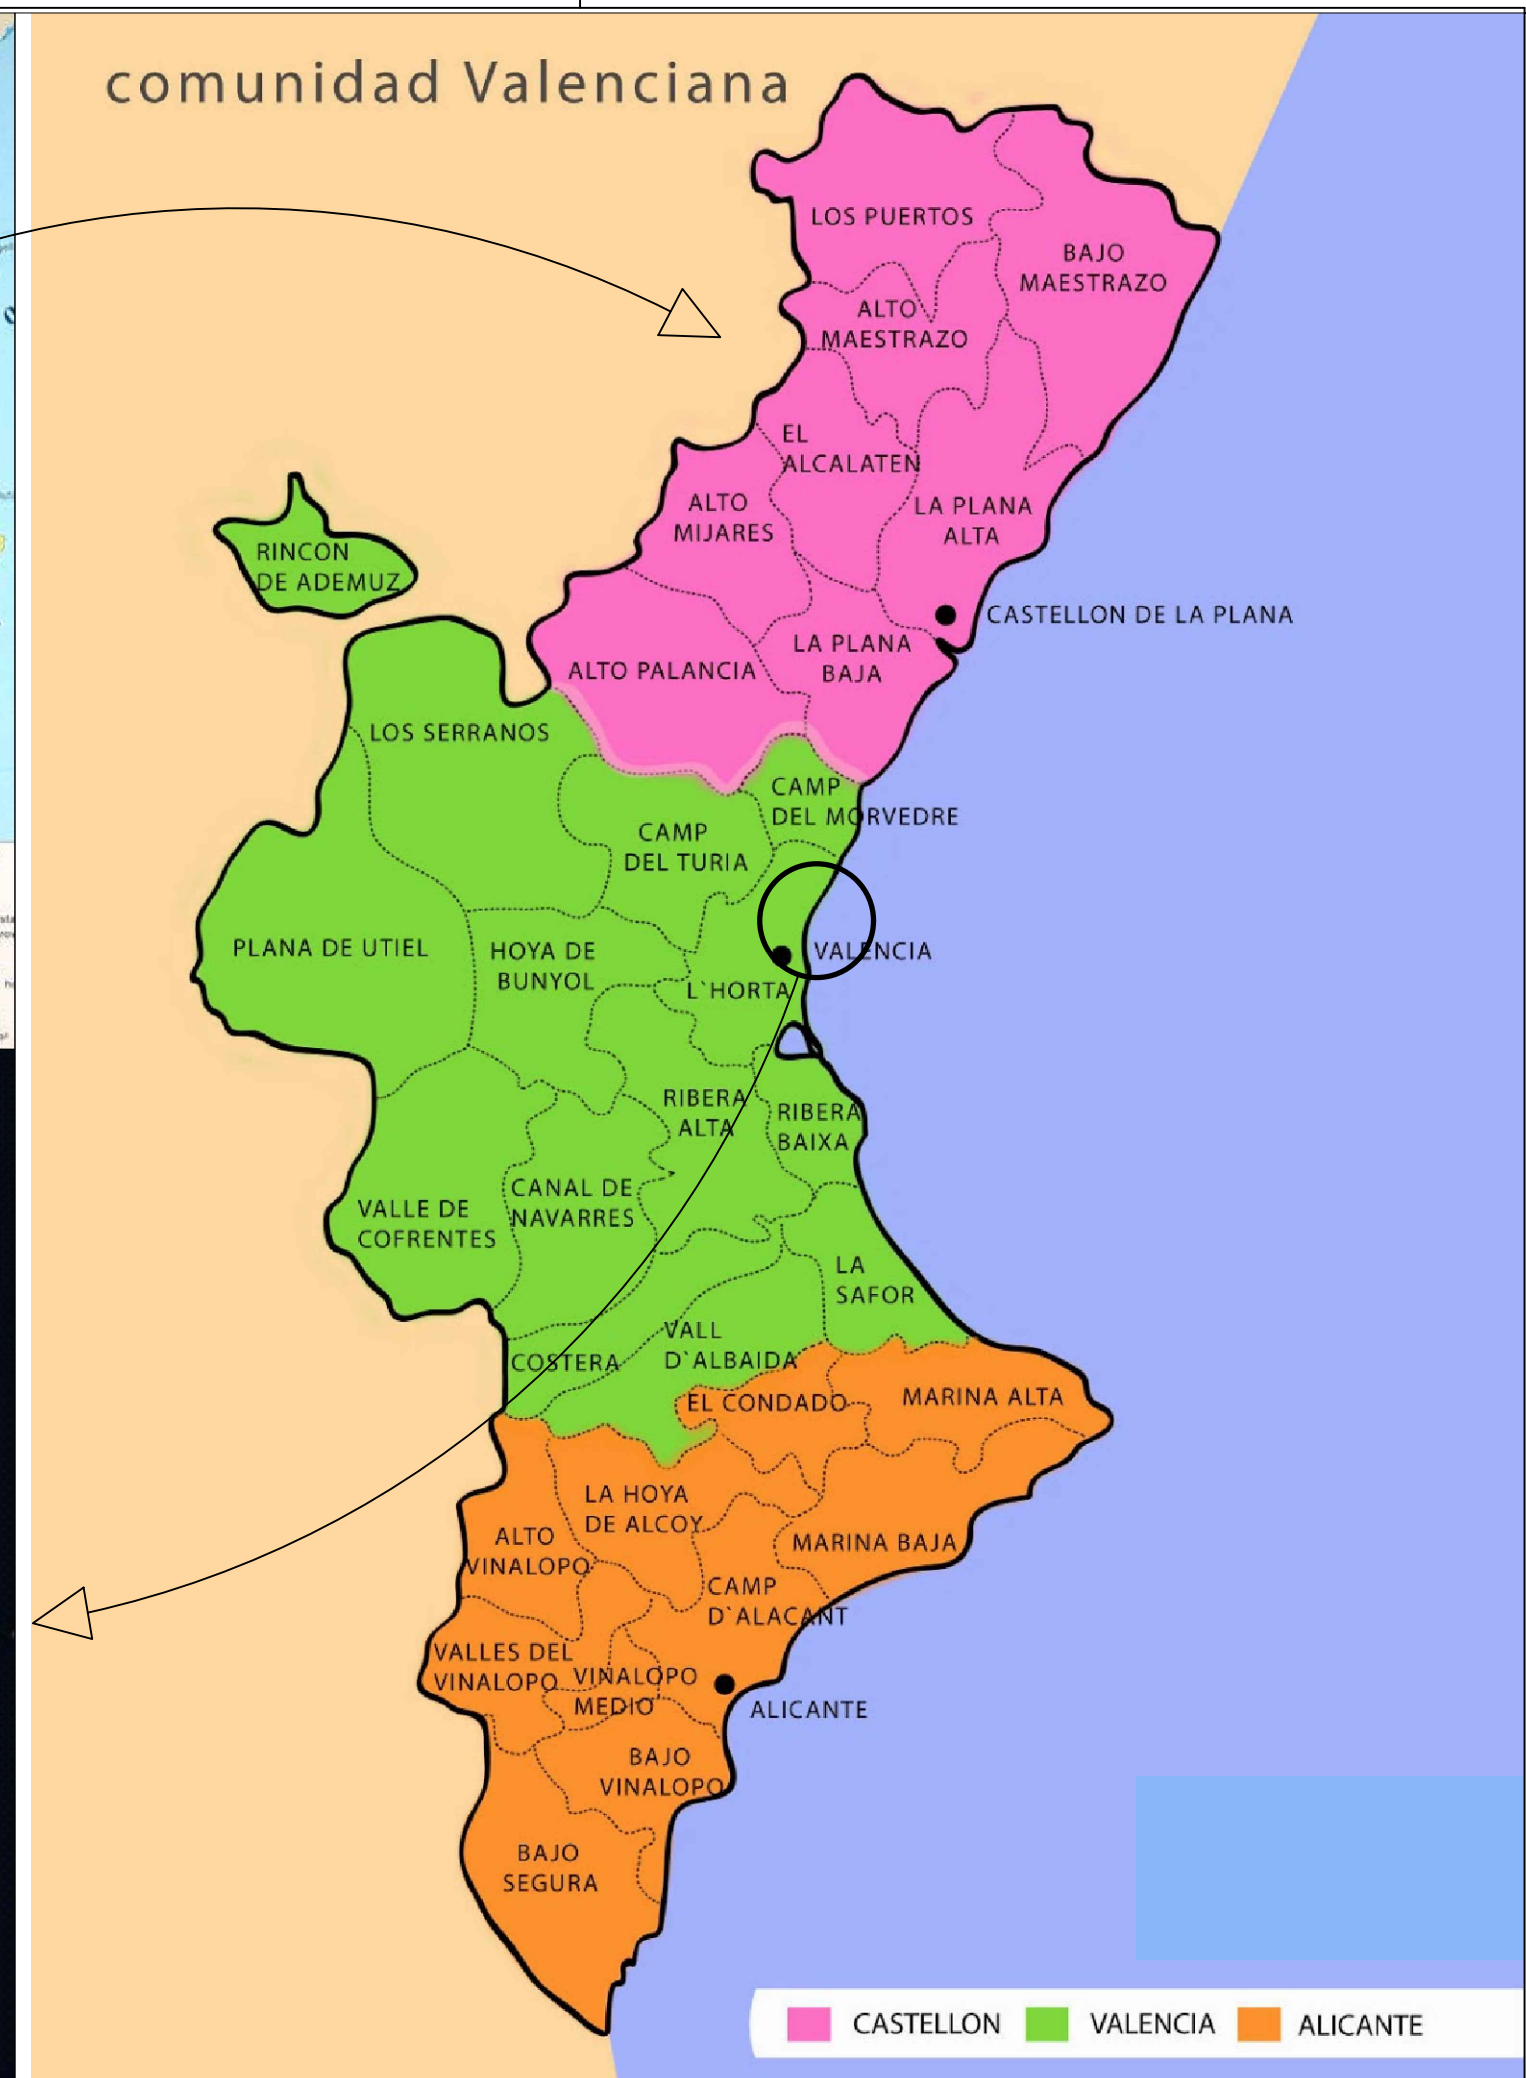 comunidad Valenciana
LOS PUERTOS
BAJO
MAESTRAZO
ALTO
MAESTRAZO
EL
ALCALATEN
ALTO
MIJARES
LA PLANA
ALTA
RINCON
DE ADEMUZ
CASTELLON DE LA PLANA
LA PLANA
BAJA
ALTO PALANCIA
LOS SERRANOS
CAMP
DEL MORVEDRE
CAMP
DEL TURIA
PLANA DE UTIEL
HOYA DE
BUNYOL
VALENCIA
L`HORTA
RIBERA
ALTA
RIBERA
BAIXA
CANAL DE
NAVARRES
VALLE DE
COFRENTES
LA
SAFOR
VALL
D`ALBAIDA
COSTERA
EL CONDADO
MARINA ALTA
LA HOYA
DE ALCOY
ALTO
VINALOPO
MARINA BAJA
CAMP
D`ALACANT
VALLES DEL
VINALOPO
VINALOPO
MEDIO
ALICANTE
BAJO
VINALOPO
BAJO
SEGURA
CASTELLON
VALENCIA
ALICANTE